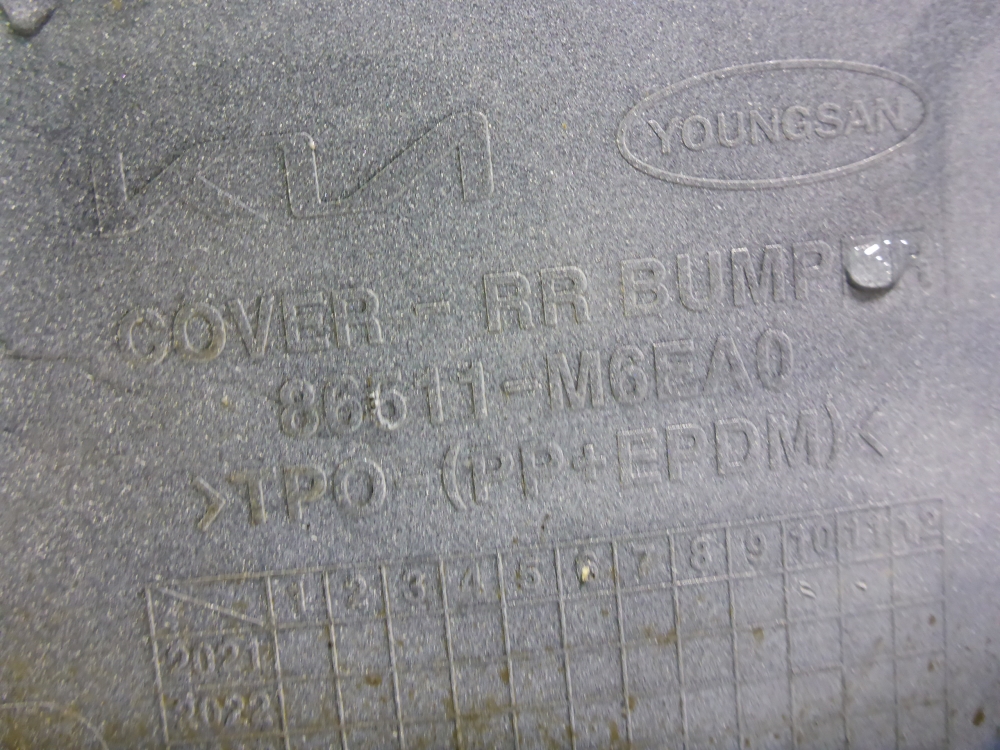 KIA
YOUNGSAN
COVER - RR BUMPER
86611-M6EA0
>TPO-(PP+EPDM)<
1 2 3 4 5 6 7 8 9 10 11 12
2021
2022